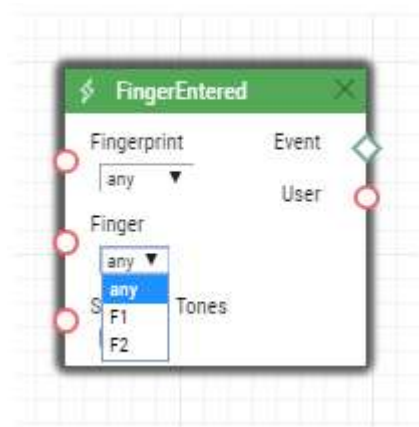 FingerEntered
Fingerprint Event
any
User
Finger
any
any
S Tones
F1
F2